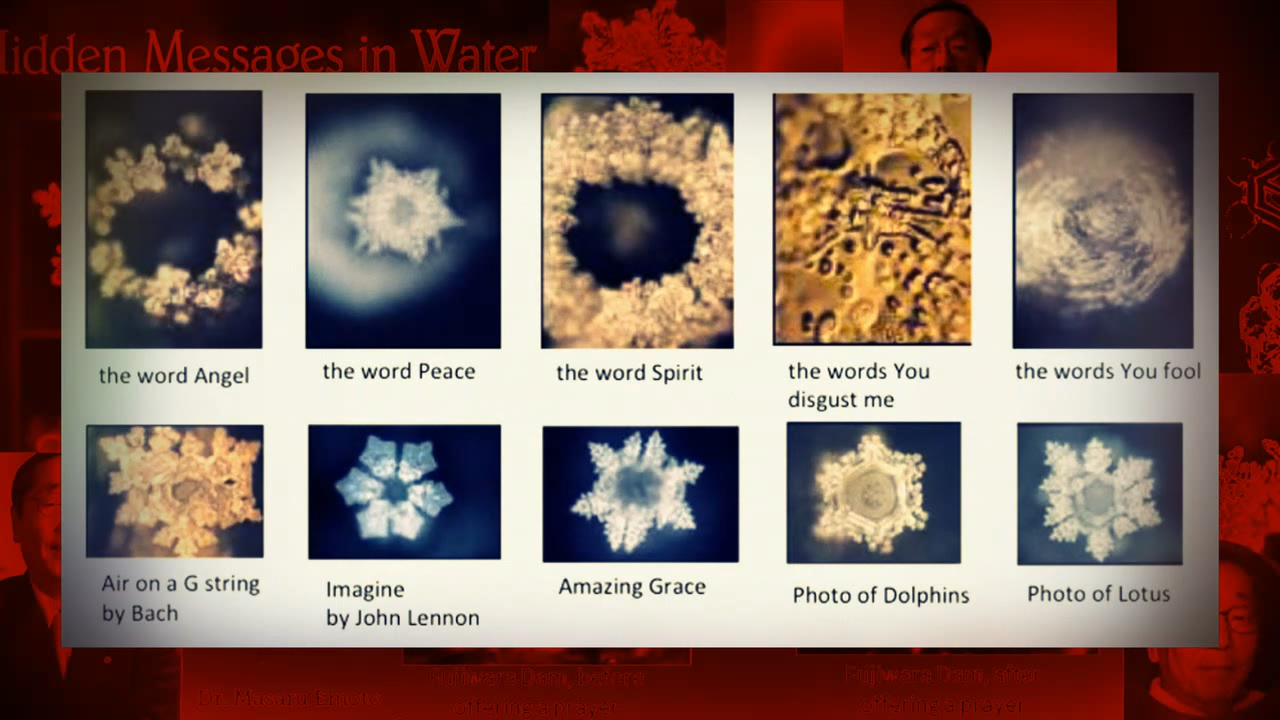 Hidden Messages in Water
the word Angel
the word Peace
the word Spirit
the words You
disgust me
the words You fool
Air on a G string
by Bach
Imagine
by John Lennon
Amazing Grace
Photo of Dolphins
Photo of Lotus
Dr. Masaru Emoto
Fujiwara Dam, before
offering a prayer
Fujiwara Dam, after
offering a prayer